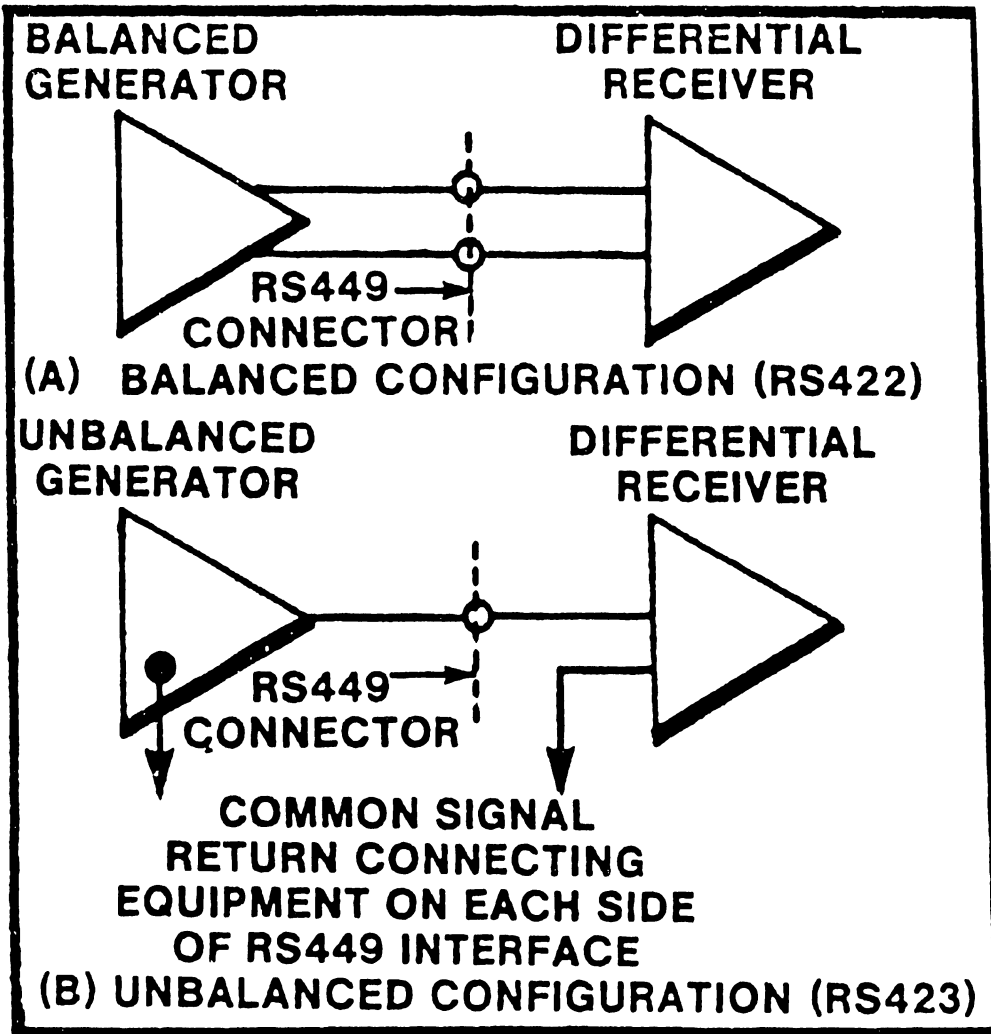 BALANCED
GENERATOR
DIFFERENTIAL
RECEIVER
RS449
CONNECTOR
(A) BALANCED CONFIGURATION (RS422)
UNBALANCED
GENERATOR
DIFFERENTIAL
RECEIVER
RS449
CONNECTOR
COMMON SIGNAL
RETURN CONNECTING
EQUIPMENT ON EACH SIDE
OF RS449 INTERFACE
(B) UNBALANCED CONFIGURATION (RS423)